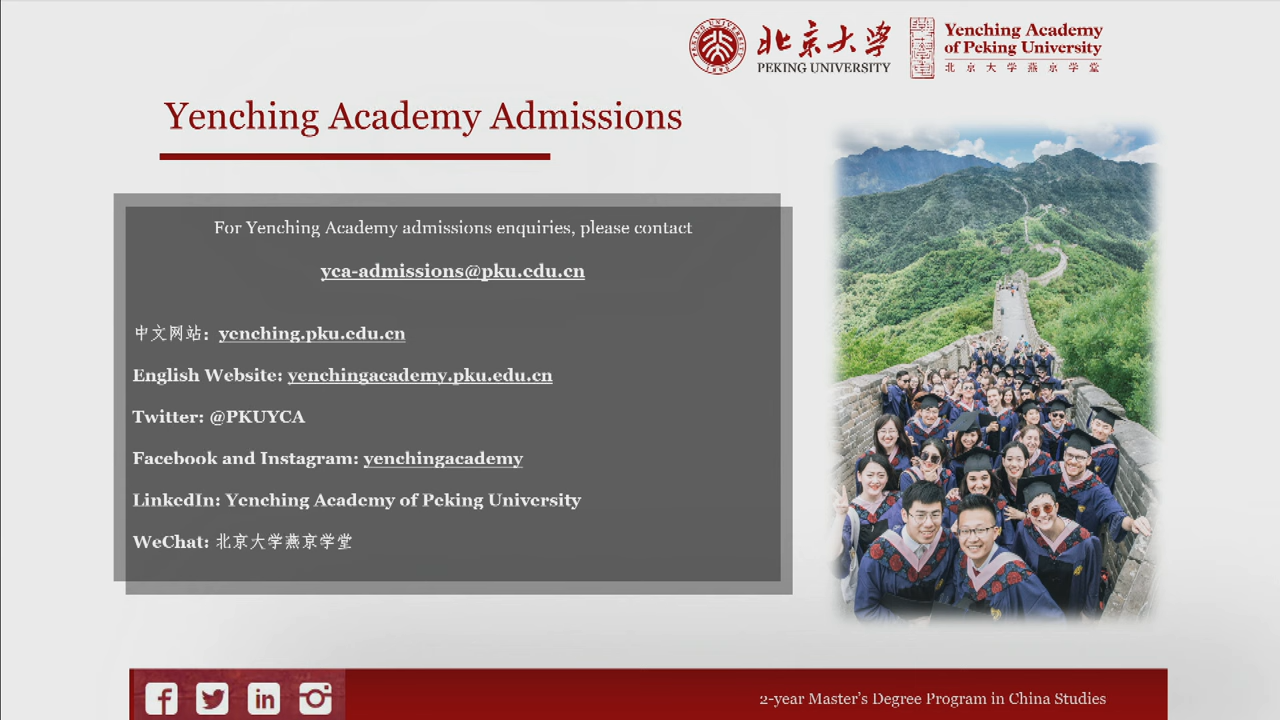 北京大学
PEKING UNIVERSITY
Yenching Academy
of Peking University
北京大学燕京学堂
Yenching Academy Admissions
For Yenching Academy admissions enquiries, please contact
yca-admissions@pku.edu.cn
中文网站: yenching.pku.edu.cn
English Website: yenchingacademy.pku.edu.cn
Twitter: @PKUYCA
Facebook and Instagram: yenchingacademy
LinkedIn: Yenching Academy of Peking University
WeChat: 北京大学燕京学堂
2-year Master's Degree Program in China Studies